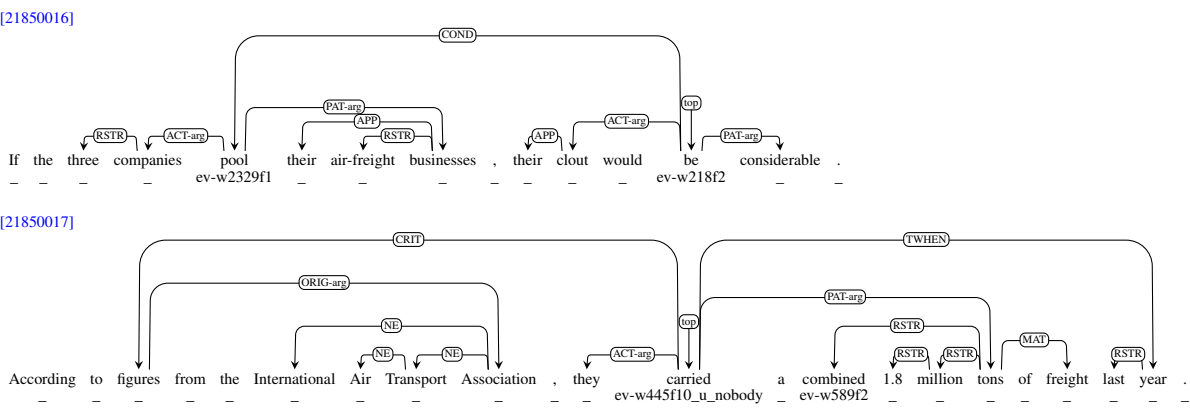 [21850016]
COND
PAT-arg
top
APP
ACT-arg
RSTR ACT-arg RSTR APP PAT-arg
If the three companies pool their air-freight businesses , their clout would be considerable .
_ _ _ _ ev-w2329f1 _ _ _ _ _ _ _ ev-w218f2 _ _
[21850017]
CRIT TWHEN
ORIG-arg
PAT-arg
NE top RSTR
MAT
NE NE ACT-arg RSTR RSTR RSTR
According to figures from the International Air Transport Association , they carried a combined 1.8 million tons of freight last year .
_ _ _ _ _ _ _ _ _ _ _ ev-w445f10_u_nobody _ ev-w589f2 _ _ _ _ _ _ _ _